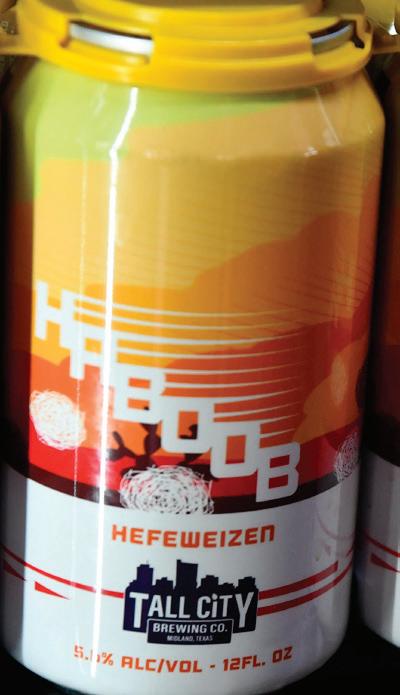 HABOOB
HEFEWEIZEN
TALL CiTY
BREWING CO.
MIDLAND, TEXAS
ALC/VOL - 12FL. OZ